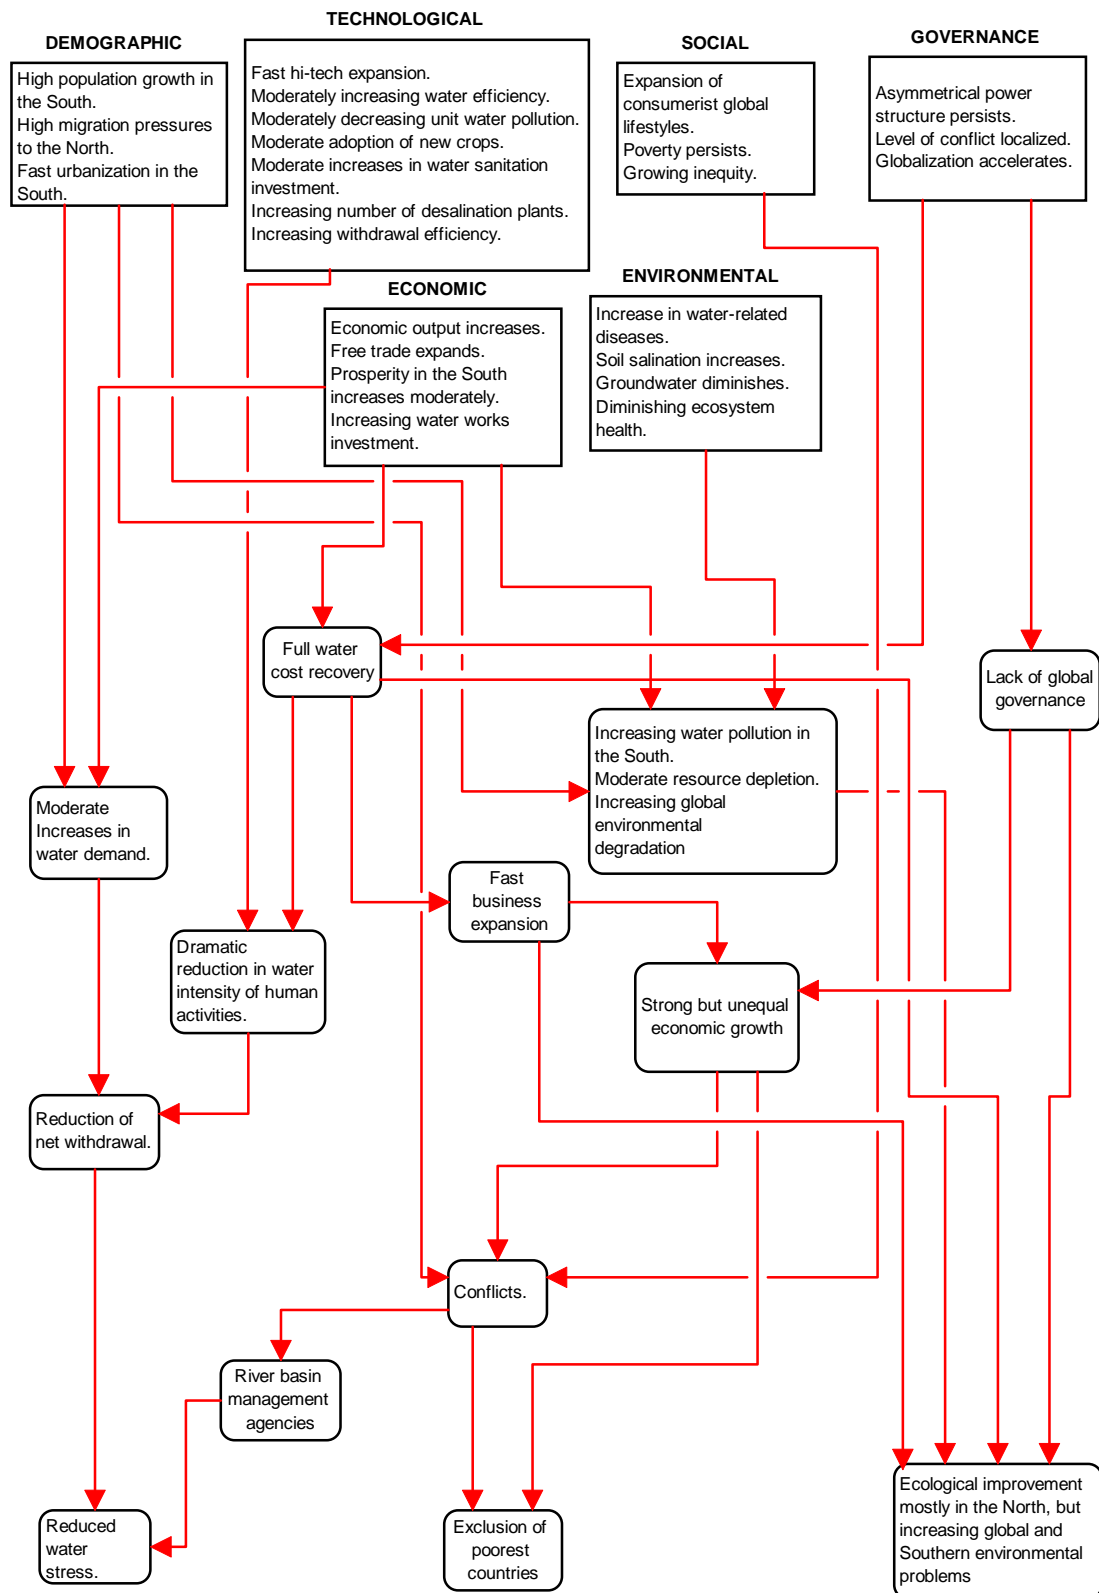 DEMOGRAPHIC
High population growth in
the South.
High migration pressures
to the North.
Fast urbanization in the
South.
TECHNOLOGICAL
Fast hi-tech expansion.
Moderately increasing water efficiency.
Moderately decreasing unit water pollution.
Moderate adoption of new crops.
Moderate increases in water sanitation
investment.
Increasing number of desalination plants.
Increasing withdrawal efficiency.
SOCIAL
Expansion of
consumerist global
lifestyles.
Poverty persists.
Growing inequity.
GOVERNANCE
Asymmetrical power
structure persists.
Level of conflict localized.
Globalization accelerates.
ECONOMIC
Economic output increases.
Free trade expands.
Prosperity in the South
increases moderately.
Increasing water works
investment.
ENVIRONMENTAL
Increase in water-related
diseases.
Soil salination increases.
Groundwater diminishes.
Diminishing ecosystem
health.
Full water
cost recovery
Lack of global
governance
Increasing water pollution in
the South.
Moderate resource depletion.
Increasing global
environmental
degradation
Moderate
Increases in
water demand.
Fast
business
expansion
Dramatic
reduction in water
intensity of human
activities.
Strong but unequal
economic growth
Reduction of
net withdrawal.
Conflicts.
River basin
management
agencies
Reduced
water
stress.
Exclusion of
poorest
countries
Ecological improvement
mostly in the North, but
increasing global and
Southern environmental
problems